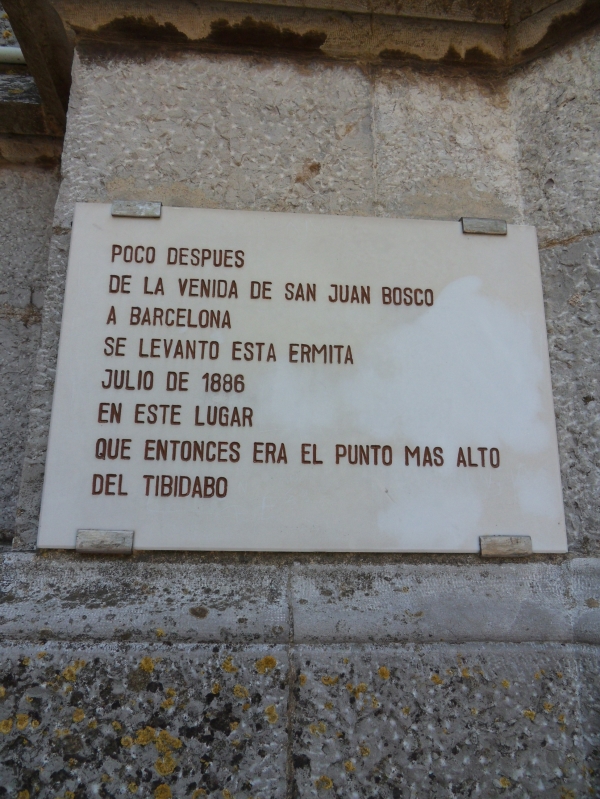 POCO DESPUES
DE LA VENIDA DE SAN JUAN BOSCO
A BARCELONA
SE LEVANTO ESTA ERMITA
JULIO DE 1886
EN ESTE LUGAR
QUE ENTONCES ERA EL PUNTO MAS ALTO
DEL TIBIDABO